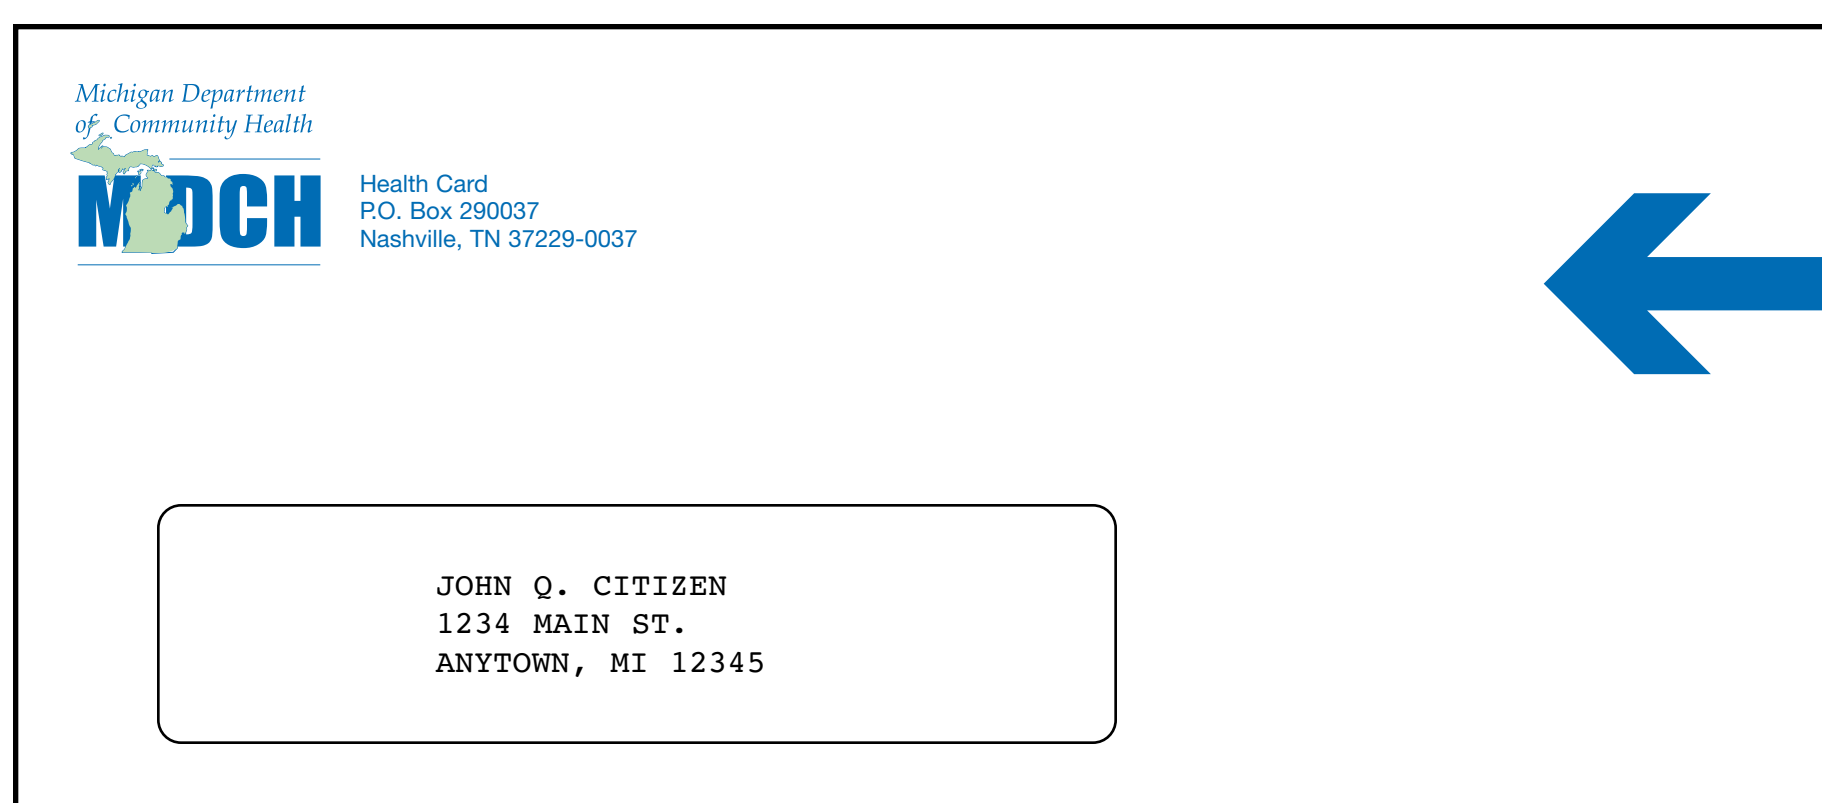 Michigan Department
of Community Health
MDCH
Health Card
P.O. Box 290037
Nashville, TN 37229-0037
JOHN Q. CITIZEN
1234 MAIN ST.
ANYTOWN, MI 12345